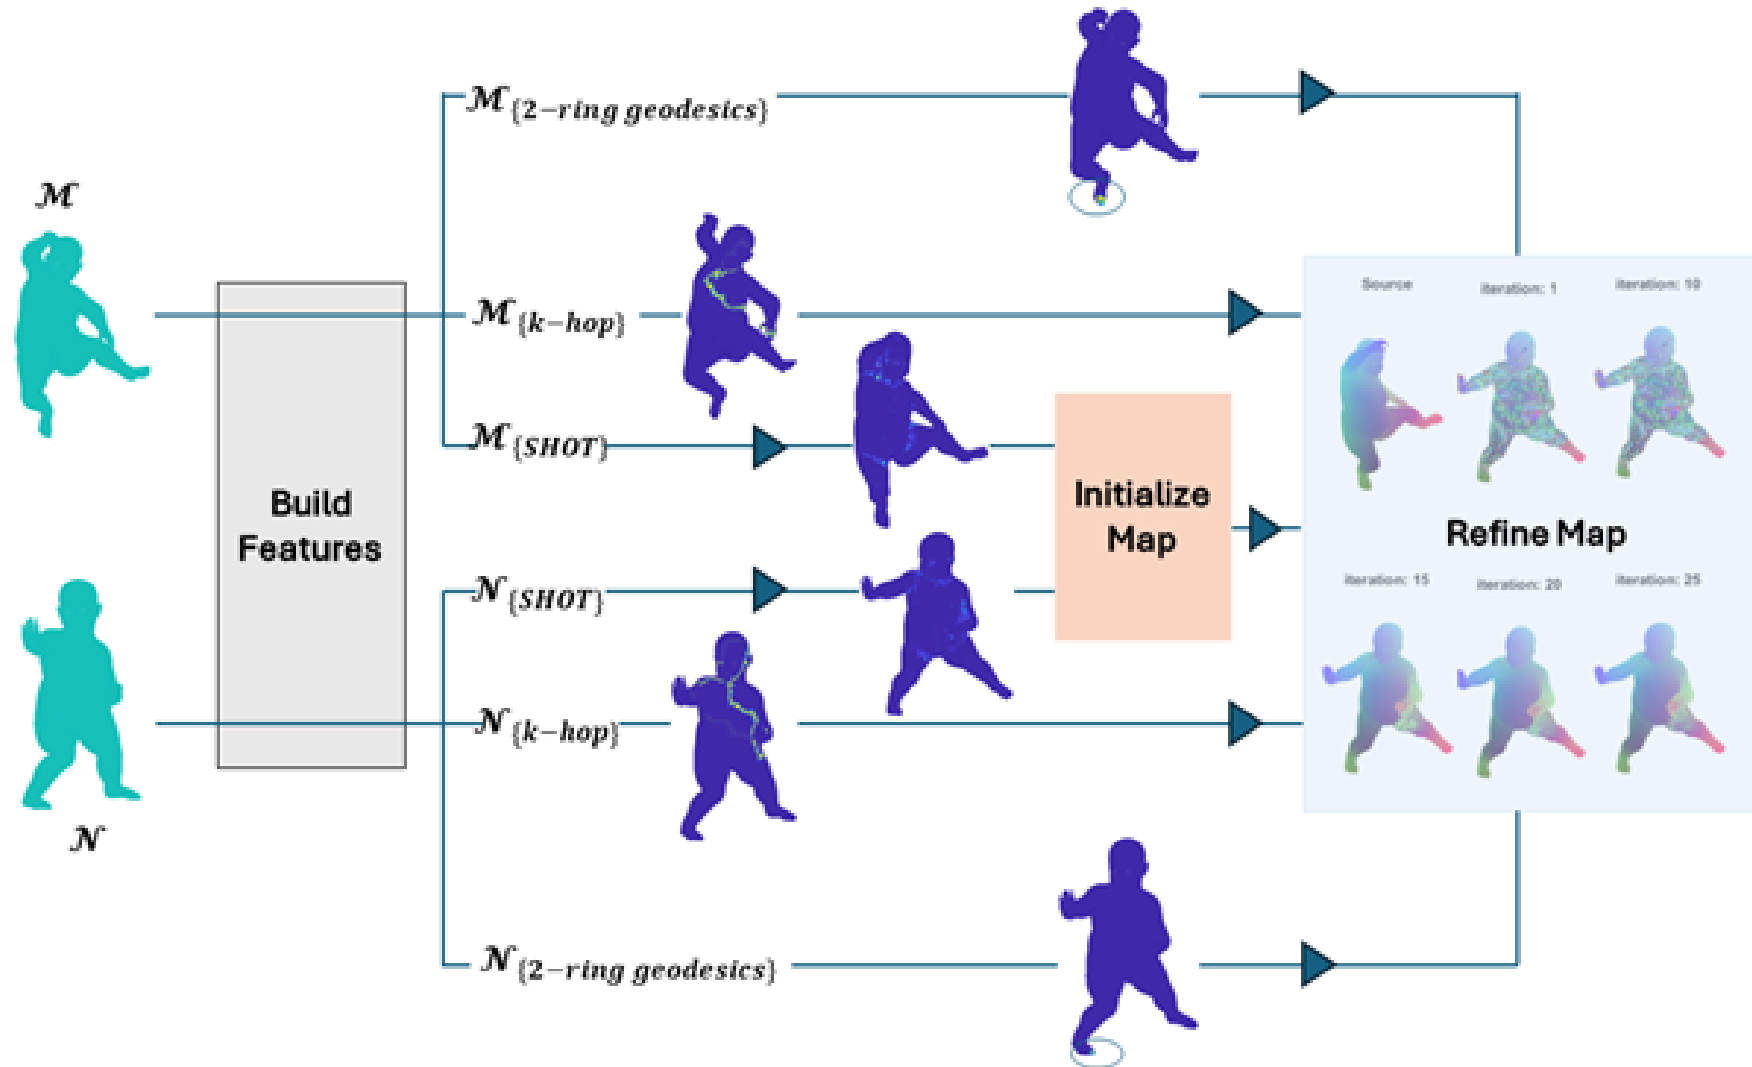 ℳ
𝒩
Build
Features
ℳ{2−ring geodesics}
ℳ{k−hop}
ℳ{SHOT}
𝒩{SHOT}
𝒩{k−hop}
𝒩{2−ring geodesics}
Initialize
Map
Source
iteration: 1
iteration: 10
Refine Map
iteration: 15
iteration: 20
iteration: 25